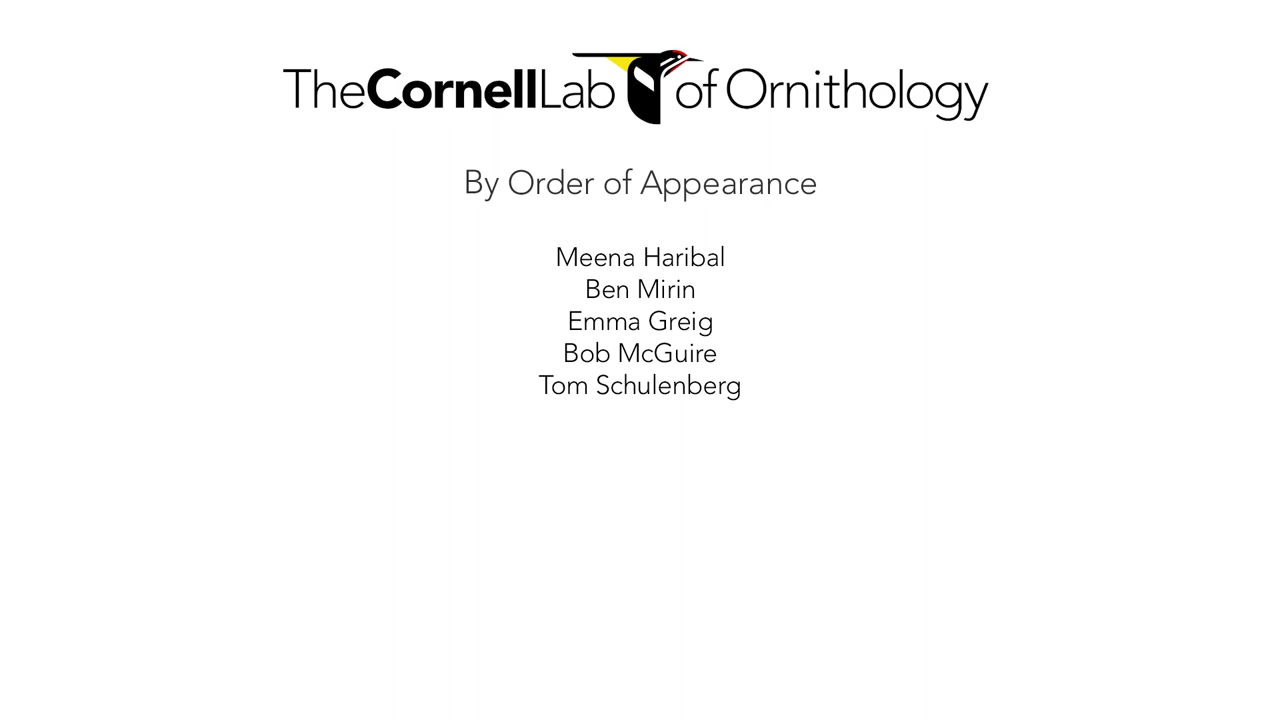 TheCornellLab of Ornithology
By Order of Appearance
Meena Haribal
Ben Mirin
Emma Greig
Bob McGuire
Tom Schulenberg